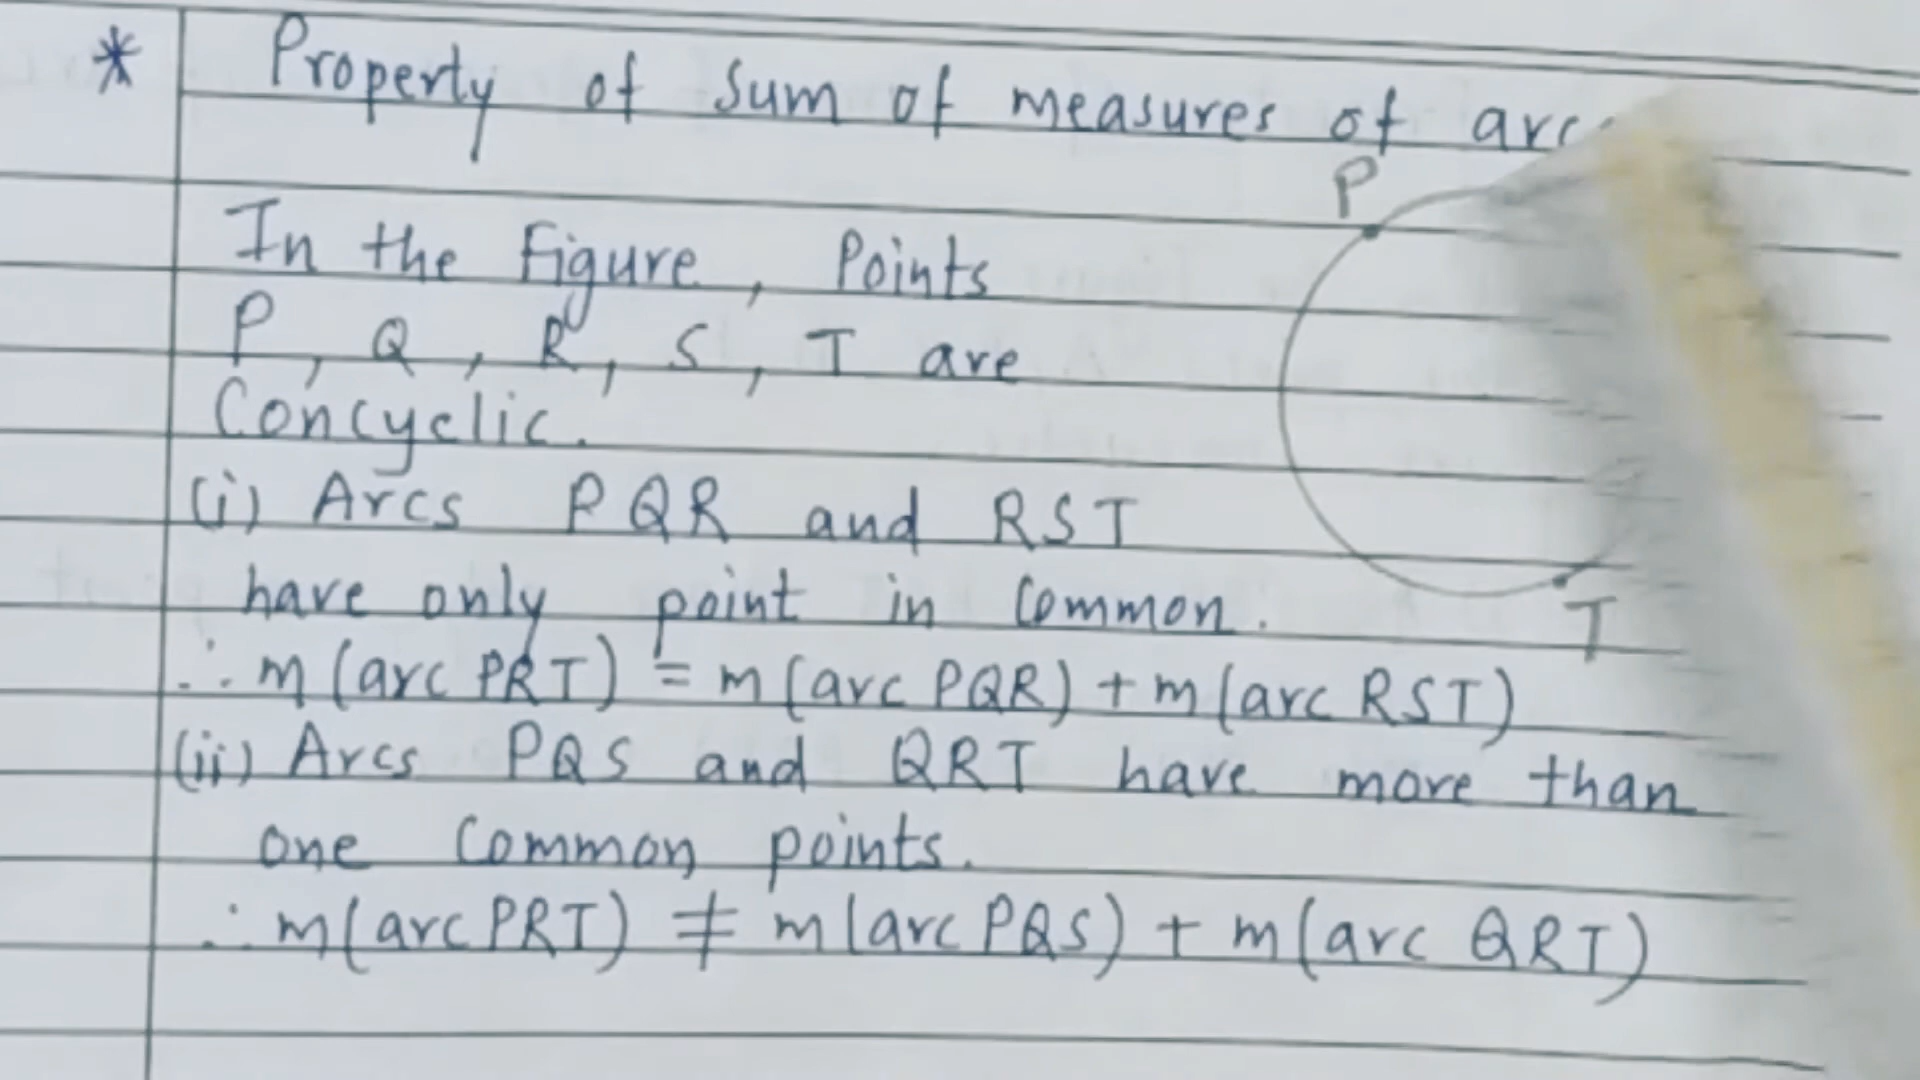 * Property of Sum of measures of arc
P
In the Figure, Points
P, Q, R, S, T are
Concyclic.
(i) Arcs PQR and RST
have only point in Common.
T
∴ m(arc PRT) = m(arc PQR) + m(arc RST)
(ii) Arcs PQS and QRT have more than
one Common points.
∴ m(arc PRT) ≠ m(arc PQS) + m(arc QRT)